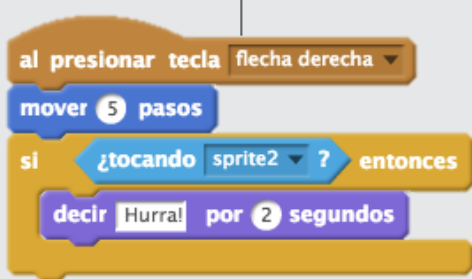 al presionar tecla flecha derecha
mover 5 pasos
si ¿tocando sprite2 ? entonces
decir Hurra! por 2 segundos